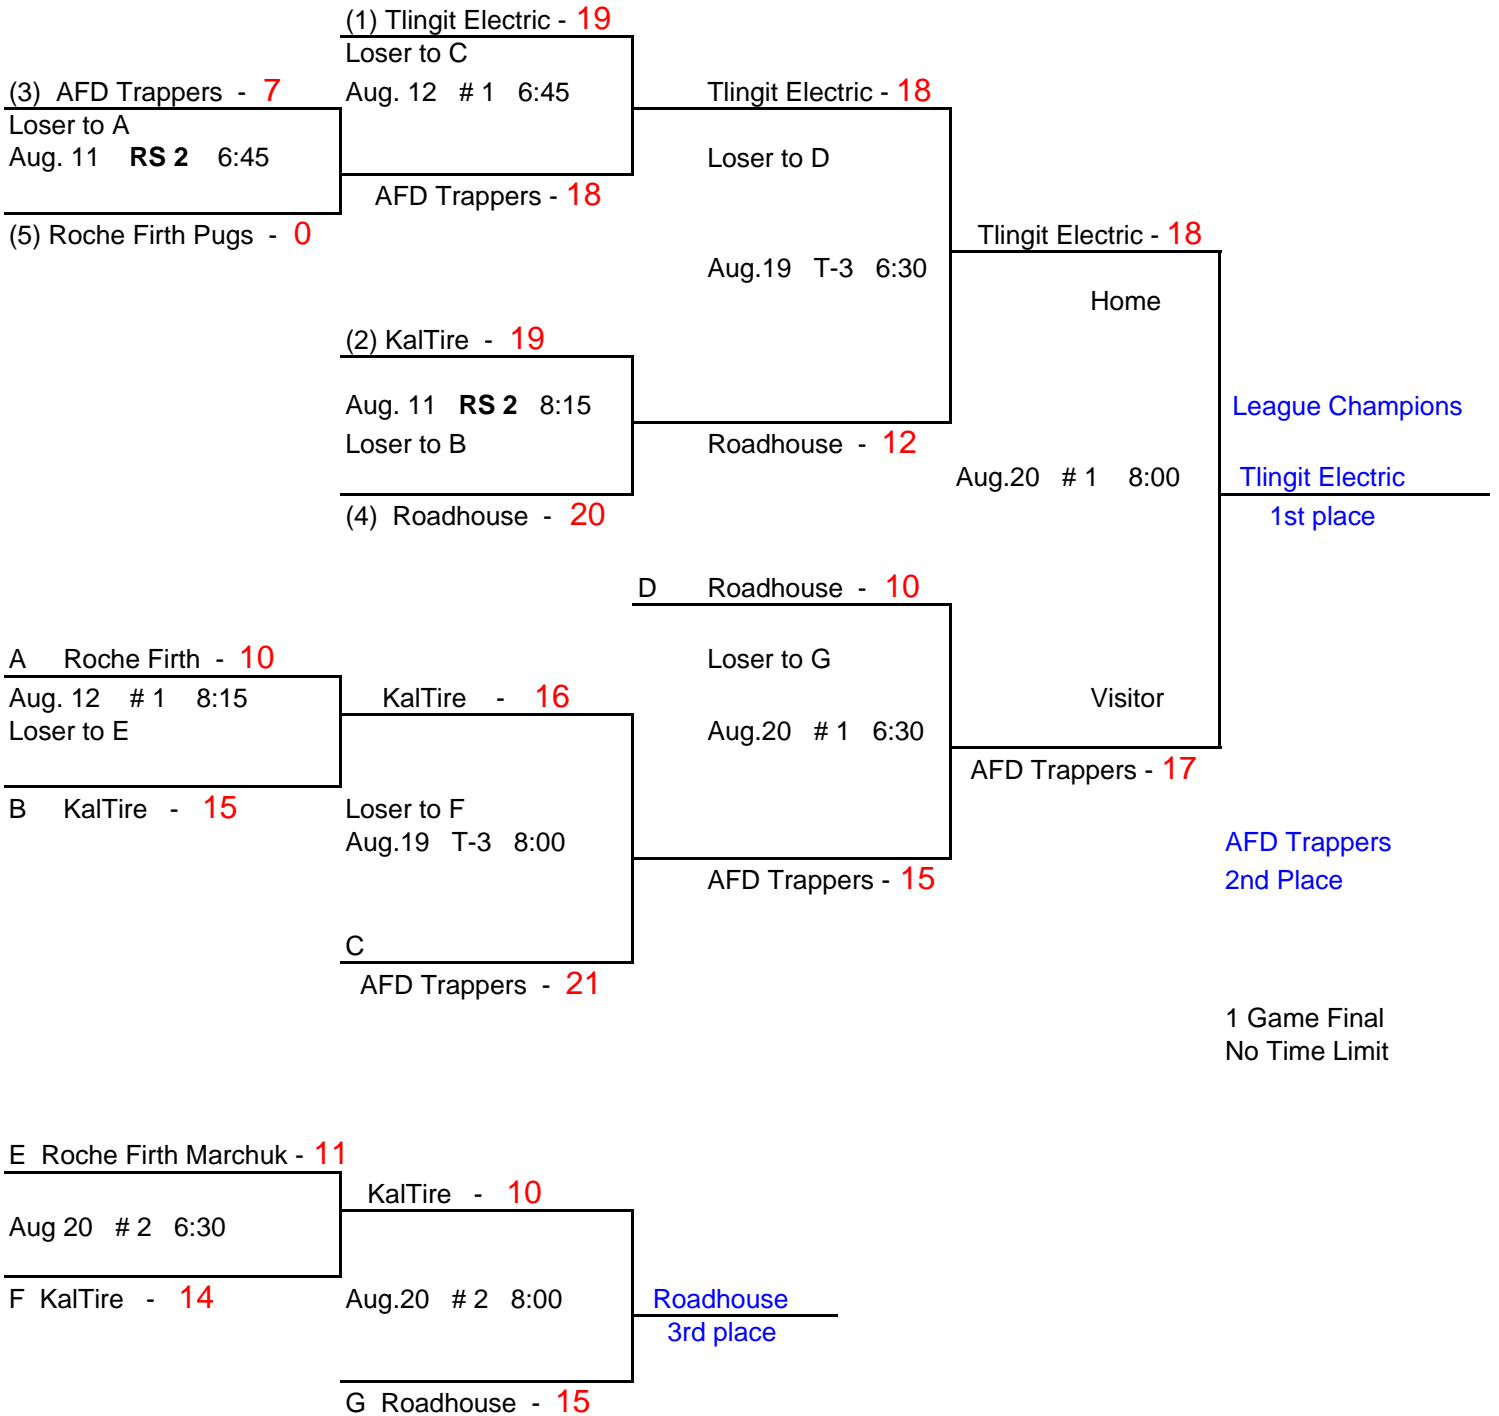 (1) Tlingit Electric - 19
Loser to C
(3) AFD Trappers - 7
Aug. 12 # 1 6:45
Tlingit Electric - 18
Loser to A
Aug. 11 RS 2 6:45
Loser to D
AFD Trappers - 18
(5) Roche Firth Pugs - 0
Tlingit Electric - 18
Aug.19 T-3 6:30
Home
(2) KalTire - 19
Aug. 11 RS 2 8:15
League Champions
Loser to B
Roadhouse - 12
Aug.20 # 1 8:00
Tlingit Electric
(4) Roadhouse - 20
1st place
D Roadhouse - 10
A Roche Firth - 10
Loser to G
Aug. 12 # 1 8:15
KalTire - 16
Visitor
Loser to E
Aug.20 # 1 6:30
AFD Trappers - 17
B KalTire - 15
Loser to F
Aug.19 T-3 8:00
AFD Trappers
AFD Trappers - 15
2nd Place
C
AFD Trappers - 21
1 Game Final
No Time Limit
E Roche Firth Marchuk - 11
KalTire - 10
Aug 20 # 2 6:30
F KalTire - 14
Aug.20 # 2 8:00
Roadhouse
3rd place
G Roadhouse - 15